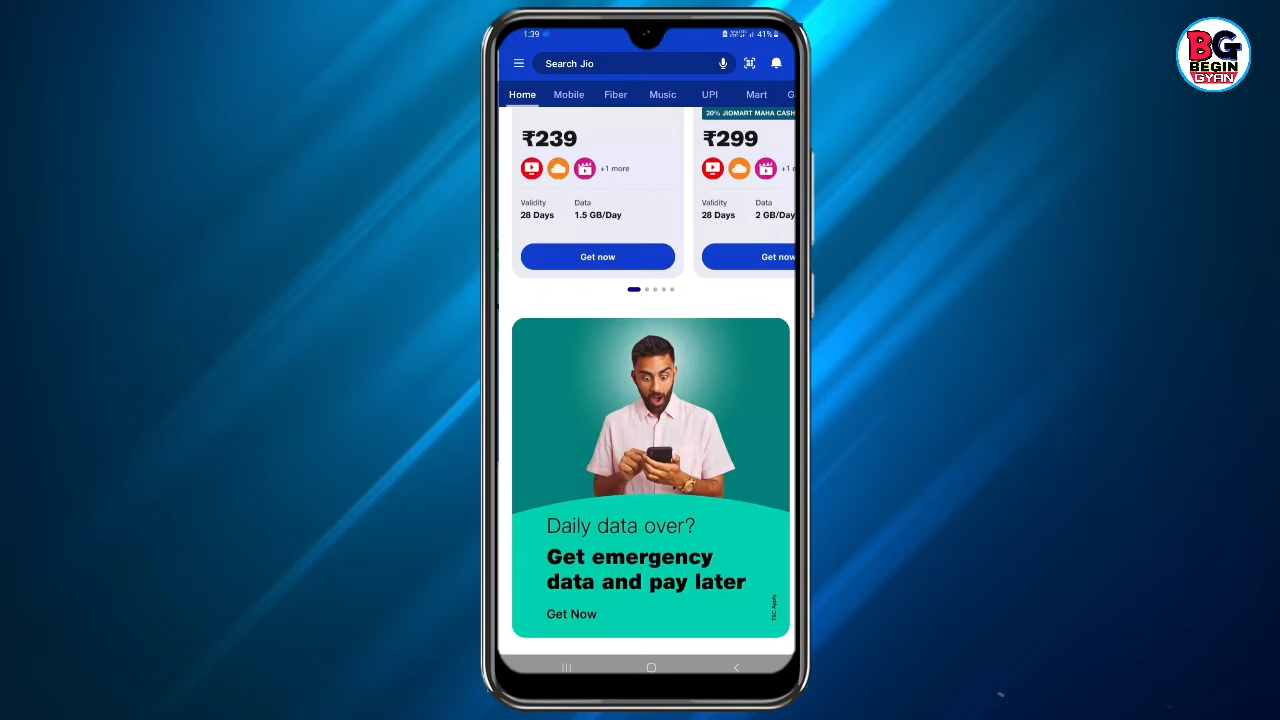 BG
BEGIN
GYAN
1:39
41%
Search Jio
Home Mobile Fiber Music UPI Mart G
20% JIOMART MAHA CASH
₹239 ₹299
+1 more +1
Validity Data Validity Data
28 Days 1.5 GB/Day 28 Days 2 GB/Day
Get now Get now
Daily data over?
Get emergency
data and pay later
Get Now
T&C Apply